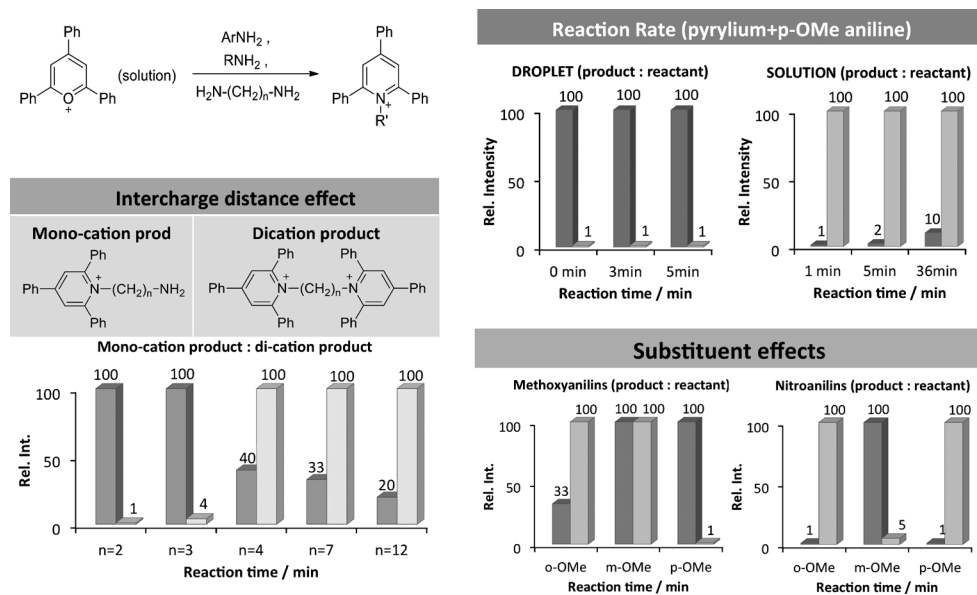 Ph
Ph
O
+
Ph
(solution)
ArNH2 ,
RNH2 ,
H2N-(CH2)n-NH2
Ph
Ph
N
+
Ph
R'
Intercharge distance effect
Mono-cation prod
Dication product
Ph
Ph
+
N
(CH2)n
NH2
Ph
Ph
Ph
+
N
(CH2)n
+
N
Ph
Ph
Ph
Ph
Mono-cation product : di-cation product
100
100
100
100
100
100
50
0
1
4
40
33
20
Rel. Int.
n=2
n=3
n=4
n=7
n=12
Reaction time / min
Reaction Rate (pyrylium+p-OMe aniline)
DROPLET (product : reactant)
100
100
100
100
50
0
1
1
1
Rel. Intensity
0 min
3min
5min
Reaction time / min
SOLUTION (product : reactant)
100
100
100
100
50
0
1
2
10
Rel. Intensity
1 min
5min
36min
Reaction time / min
Substituent effects
Methoxyanilins (product : reactant)
100
100 100
100
100
50
0
33
1
Rel. Int.
o-OMe
m-OMe
p-OMe
Reaction time / min
Nitroanilins (product : reactant)
100
100
100
100
50
0
1
5
1
Rel. Int.
o-OMe
m-OMe
p-OMe
Reaction time / min